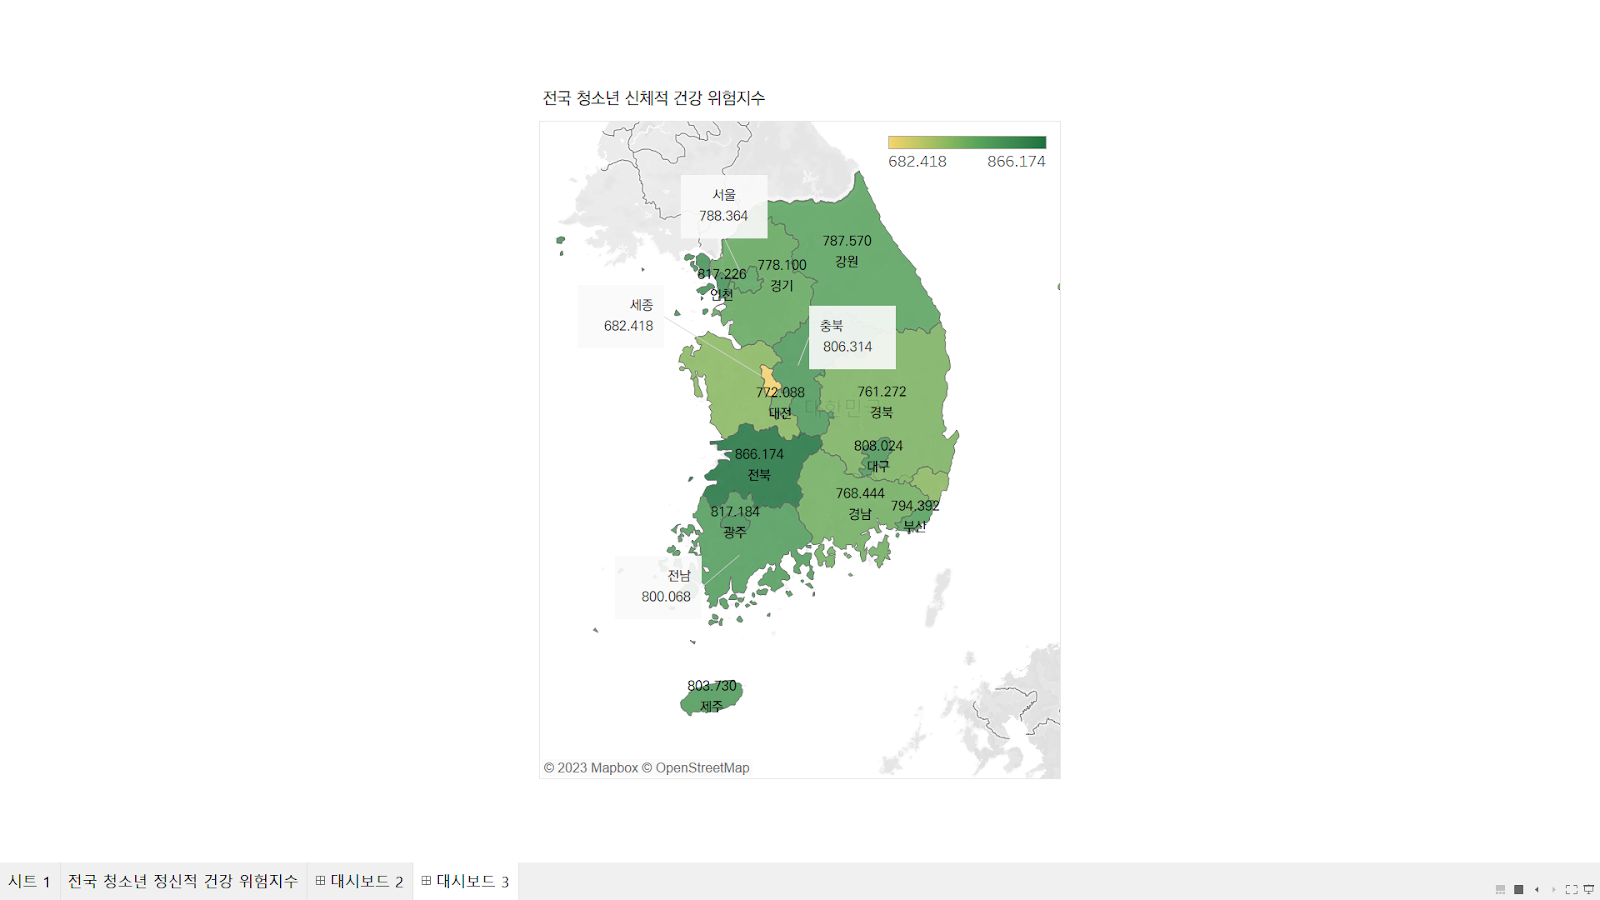 전국 청소년 신체적 건강 위험지수
682.418
866.174
서울
788.364
787.570
강원
778.100
경기
817.226
인천
세종
682.418
충북
806.314
772.088
대전
대한민국
761.272
경북
808.024
대구
866.174
전북
768.444
경남
794.392
부산
817.184
광주
전남
800.068
803.730
제주
© 2023 Mapbox © OpenStreetMap
시트 1
전국 청소년 정신적 건강 위험지수
대시보드 2
대시보드 3